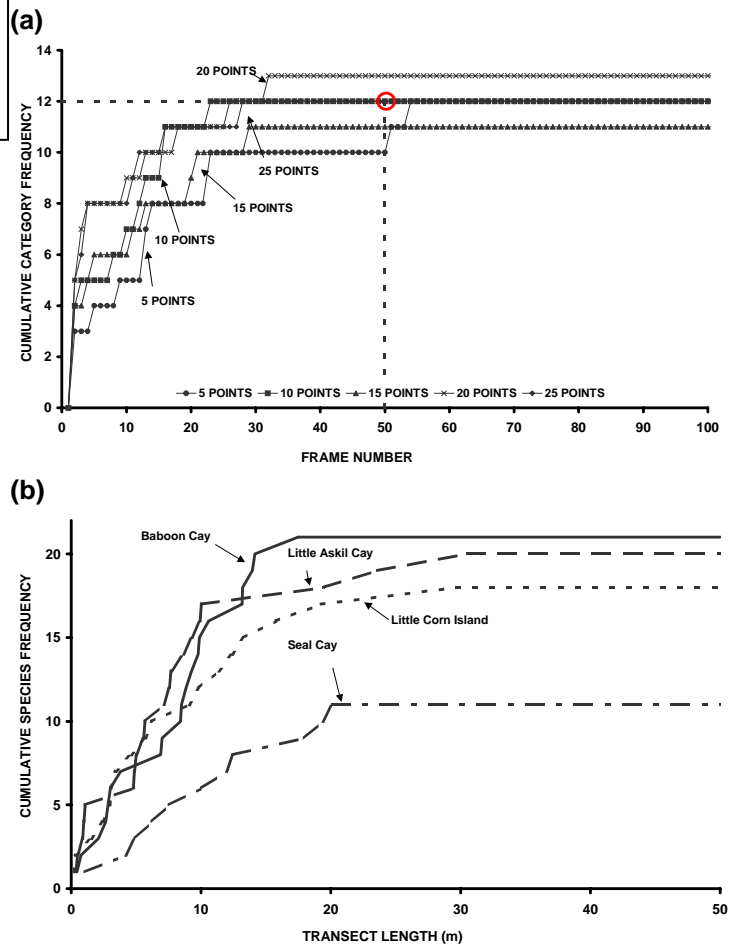 (a)
14
12
10
8
6
4
2
0
CUMULATIVE CATEGORY FREQUENCY
20 POINTS
25 POINTS
15 POINTS
10 POINTS
5 POINTS
5 POINTS 10 POINTS 15 POINTS 20 POINTS 25 POINTS
0 10 20 30 40 50 60 70 80 90 100
FRAME NUMBER
(b)
20
15
10
5
0
CUMULATIVE SPECIES FREQUENCY
Baboon Cay
Little Askil Cay
Little Corn Island
Seal Cay
0 10 20 30 40 50
TRANSECT LENGTH (m)